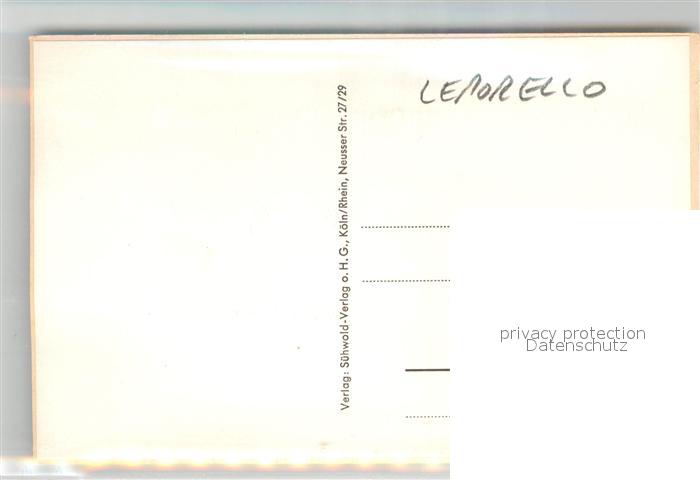 LEPORELLO
Verlag: Sühwold-Verlag o.H.G., Köln/Rhein, Neusser Str. 27/29
privacy protection
Datenschutz